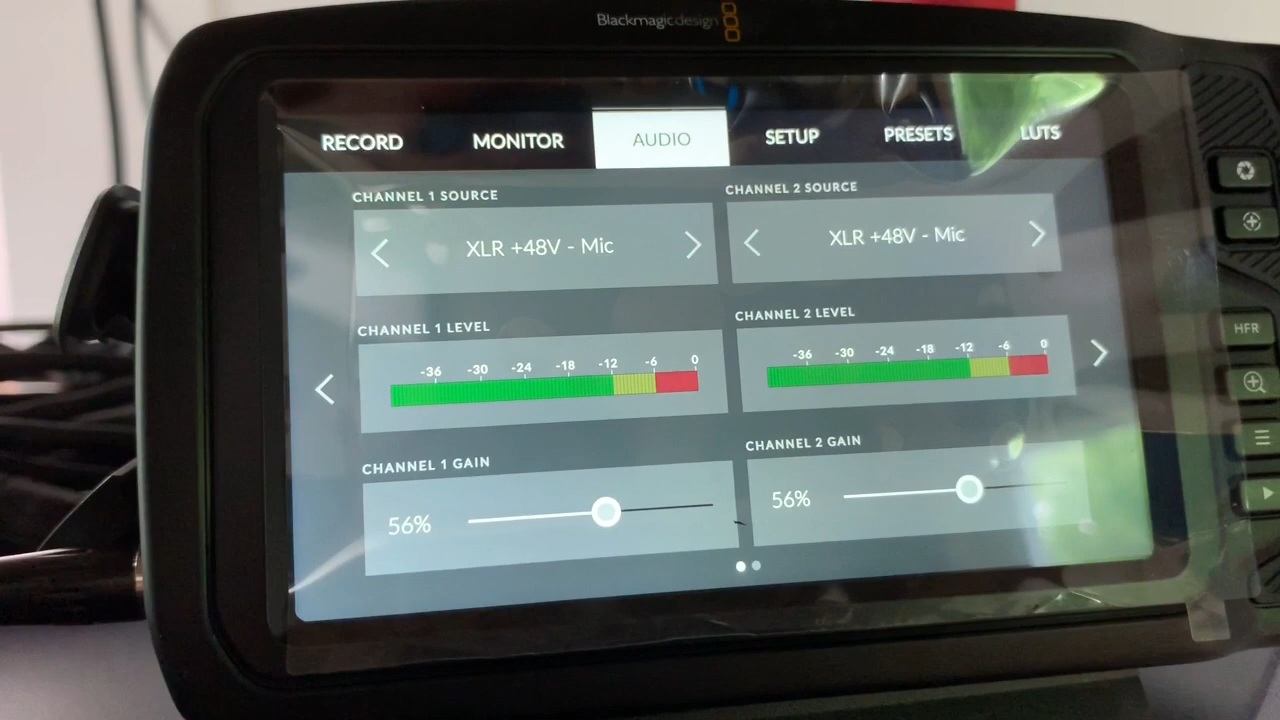 Blackmagicdesign
RECORD MONITOR AUDIO SETUP PRESETS LUTS
CHANNEL 1 SOURCE CHANNEL 2 SOURCE
XLR +48V - Mic XLR +48V - Mic
HFR
CHANNEL 1 LEVEL CHANNEL 2 LEVEL
-36 -30 -24 -18 -12 -6 0 -36 -30 -24 -18 -12 -6 0
CHANNEL 1 GAIN CHANNEL 2 GAIN
56% 56%